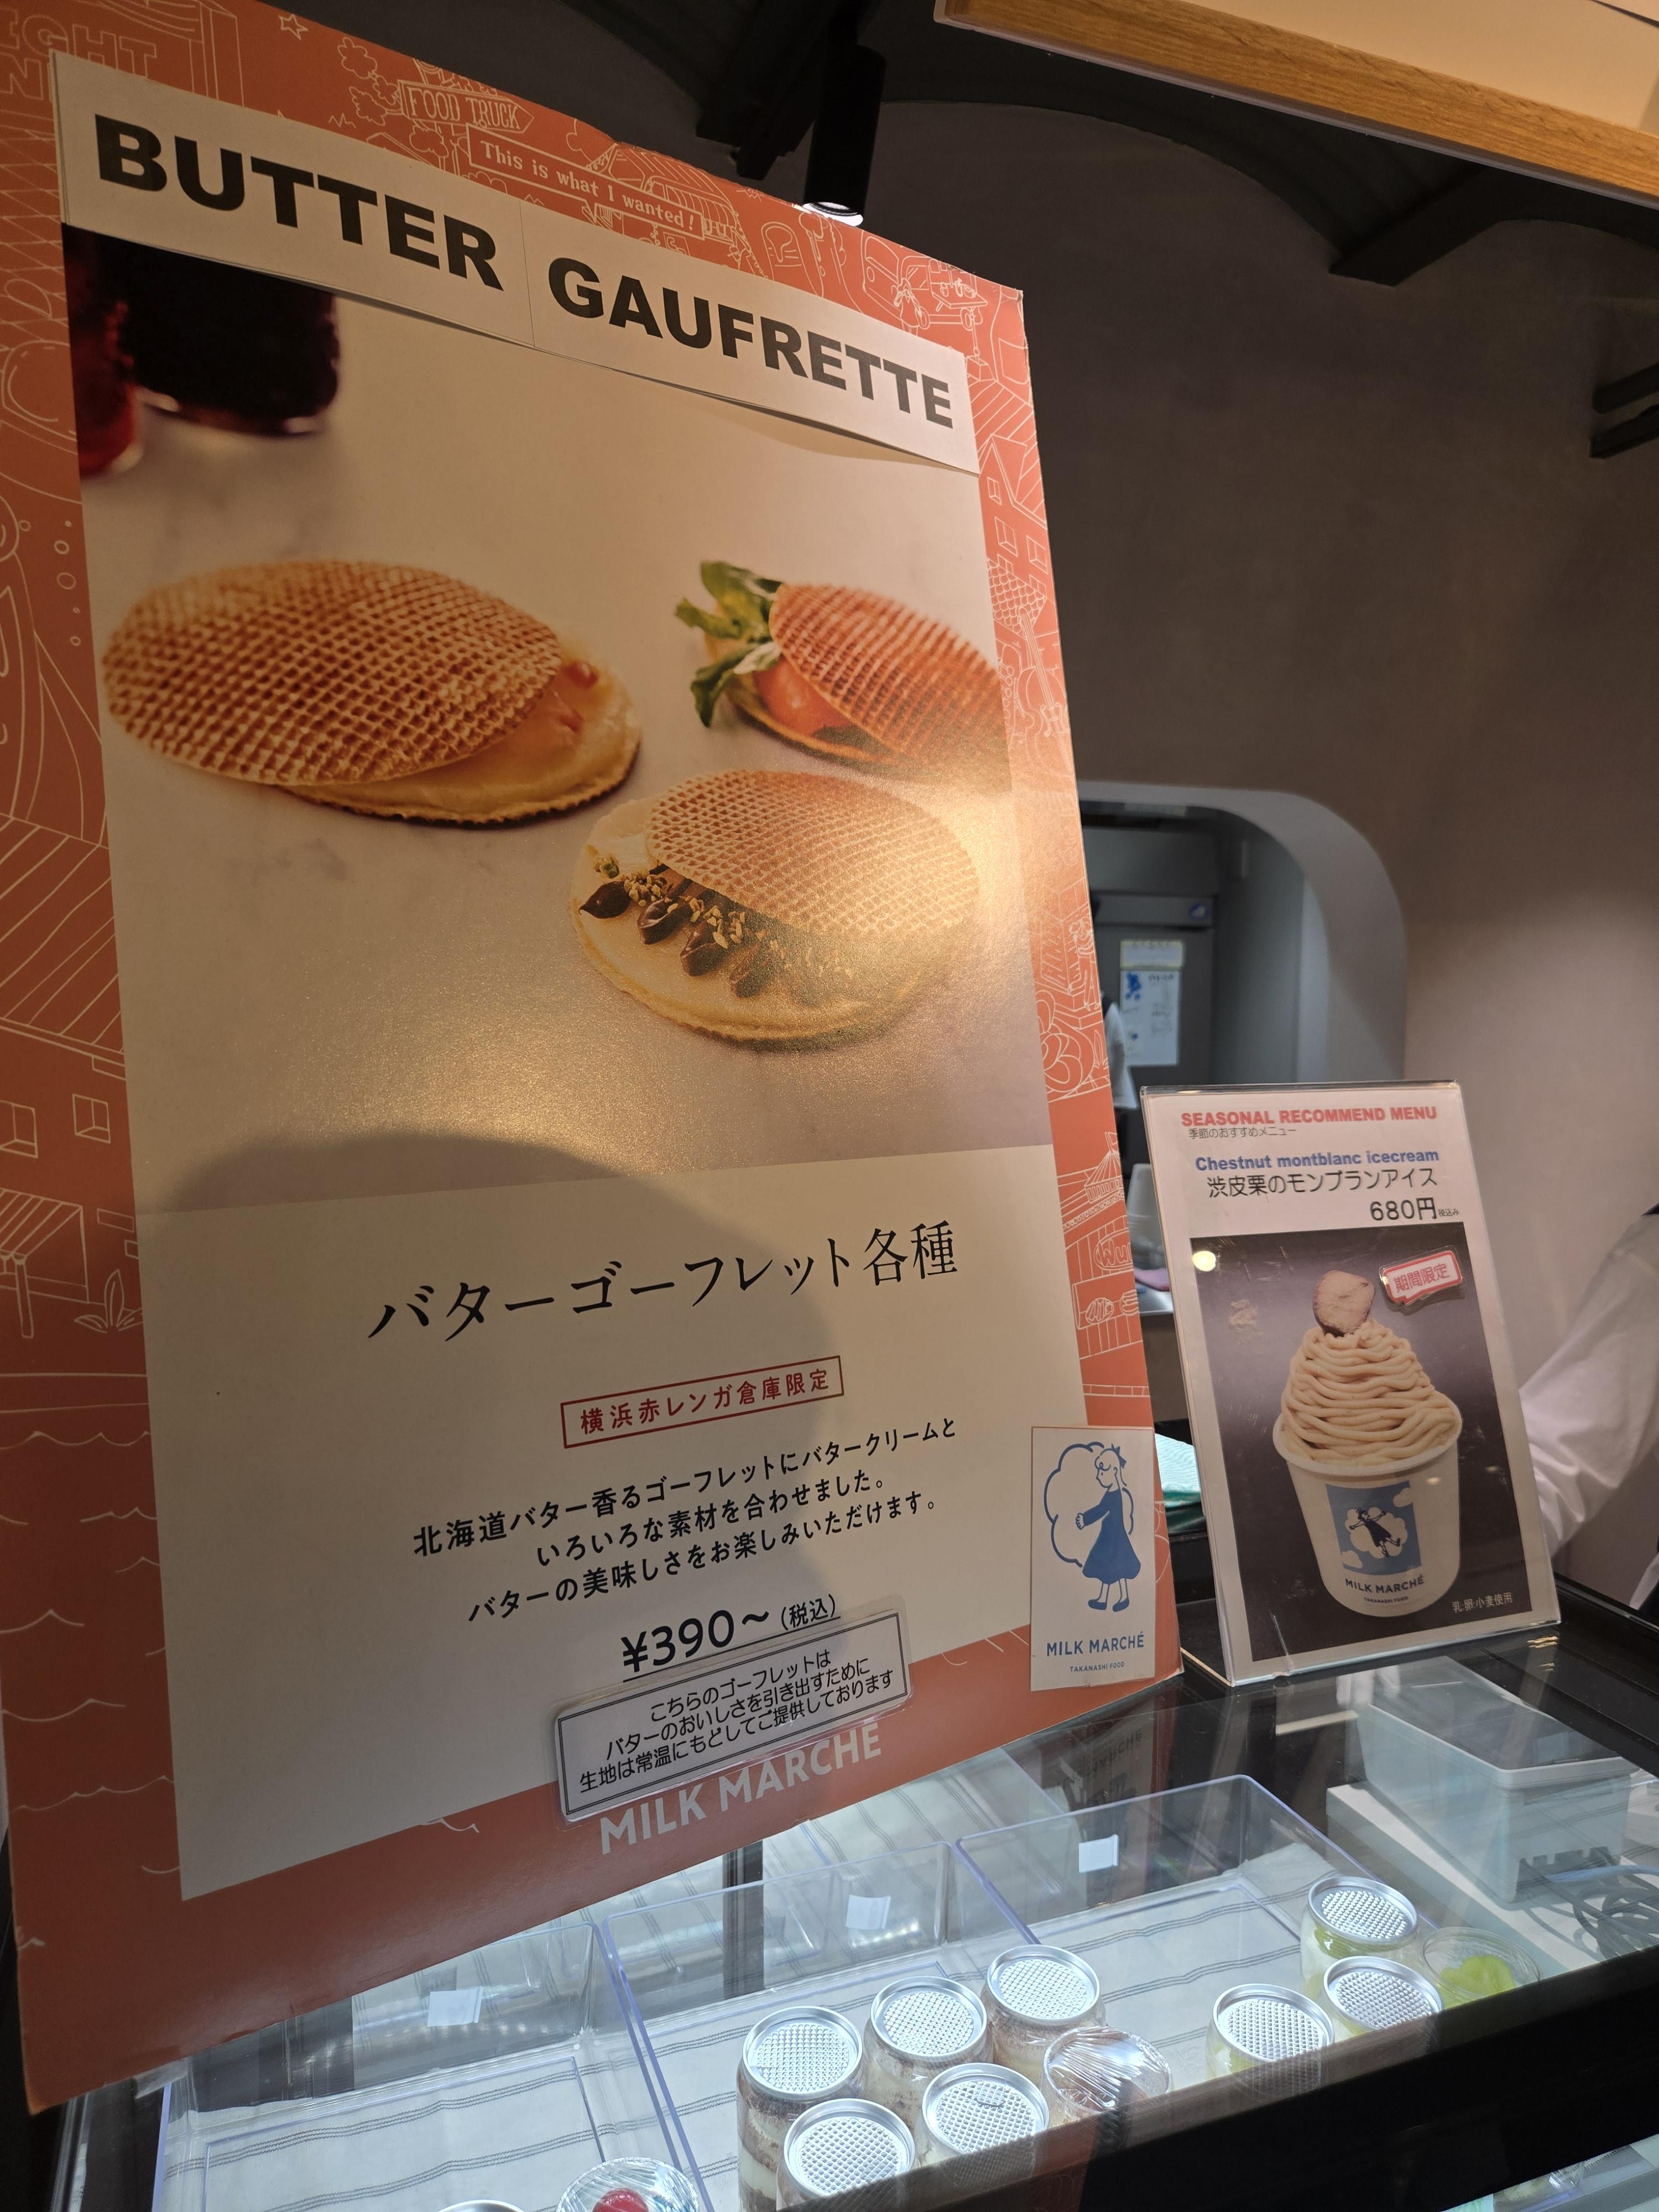 FOOD TRUCK
This is what I wanted!
BUTTER GAUFRETTE
バターゴーフレット各種
横浜赤レンガ倉庫限定
北海道バター香るゴーフレットにバタークリームと
いろいろな素材を合わせました。
バターの美味しさをお楽しみいただけます。
¥390～(税込)
こちらのゴーフレットは
バターのおいしさを引き出すために
生地は常温にもどしてご提供しております
MILK MARCHÉ
MILK MARCHÉ
TAKANASHI FOOD
SEASONAL RECOMMEND MENU
季節のおすすめメニュー
Chestnut montblanc icecream
渋皮栗のモンブランアイス
680円税込み
期間限定
MILK MARCHÉ
TAKANASHI FOOD
乳・卵・小麦使用